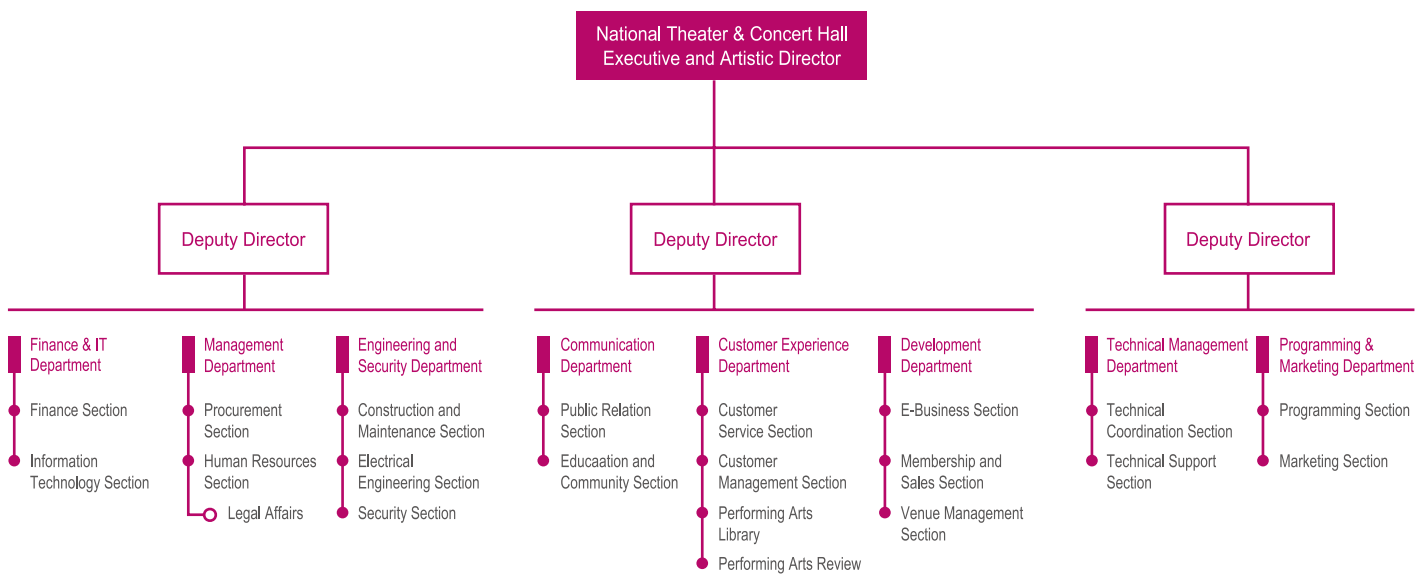 National Theater & Concert Hall
Executive and Artistic Director
Deputy Director
Deputy Director
Deputy Director
Finance & IT
Department
Finance Section
Information
Technology Section
Management
Department
Procurement
Section
Human Resources
Section
Legal Affairs
Engineering and
Security Department
Construction and
Maintenance Section
Electrical
Engineering Section
Security Section
Communication
Department
Public Relation
Section
Educaation and
Community Section
Customer Experience
Department
Customer
Service Section
Customer
Management Section
Performing Arts
Library
Performing Arts Review
Development
Department
E-Business Section
Membership and
Sales Section
Venue Management
Section
Technical Management
Department
Technical
Coordination Section
Technical Support
Section
Programming &
Marketing Department
Programming Section
Marketing Section